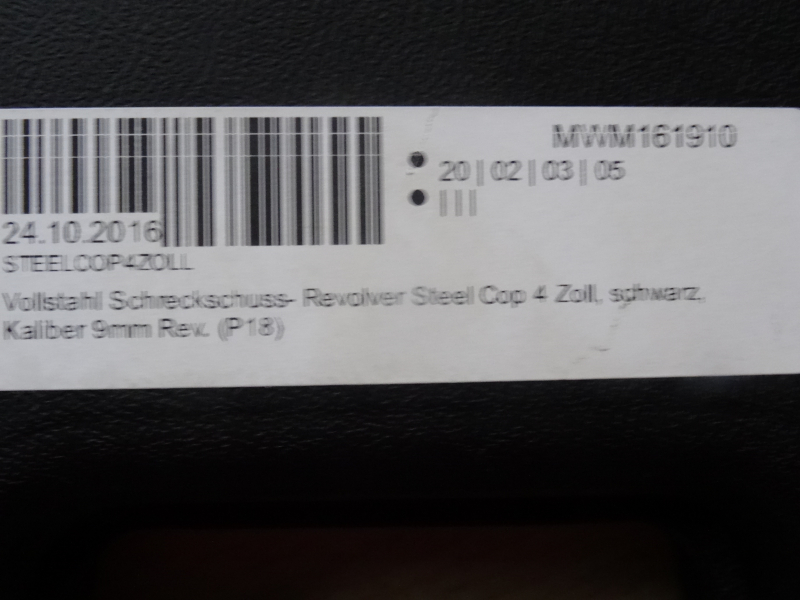 MWM161910
20 | 02 | 03 | 05
| | |
24.10.2016
STEELCOP4ZOLL
Vollstahl Schreckschuss- Revolver Steel Cop 4 Zoll, schwarz,
Kaliber 9mm Rev. (P18)